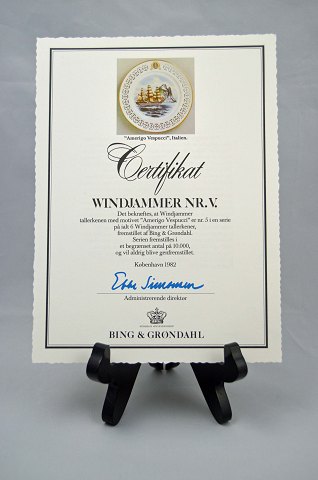 "Amerigo Vespucci", Italien.
Certifikat
WINDJAMMER NR.V.
Det bekræftes, at Windjammer
tallerkenen med motivet "Amerigo Vespucci" er nr. 5 i en serie
på ialt 6 Windjammer tallerkener,
fremstillet af Bing & Grøndahl.
Serien fremstilles i
et begrænset antal på 10.000,
og vil aldrig blive genfremstillet.
København 1982
Administrerende direktør
BING & GRØNDAHL